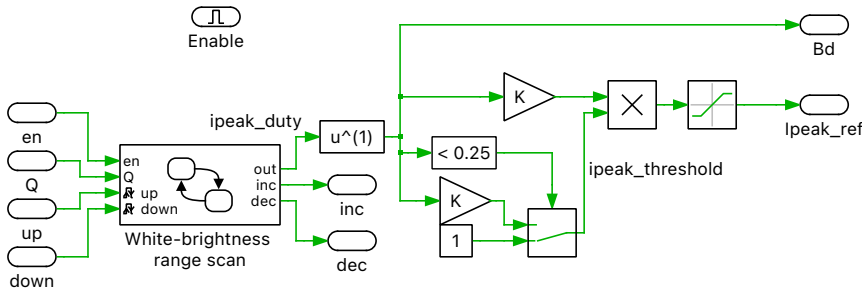 Enable
Bd
K
Ipeak_ref
en
Q
up
down
en
Q
up
down
out
inc
dec
White-brightness
range scan
ipeak_duty
u^(1)
inc
dec
< 0.25
K
1
ipeak_threshold